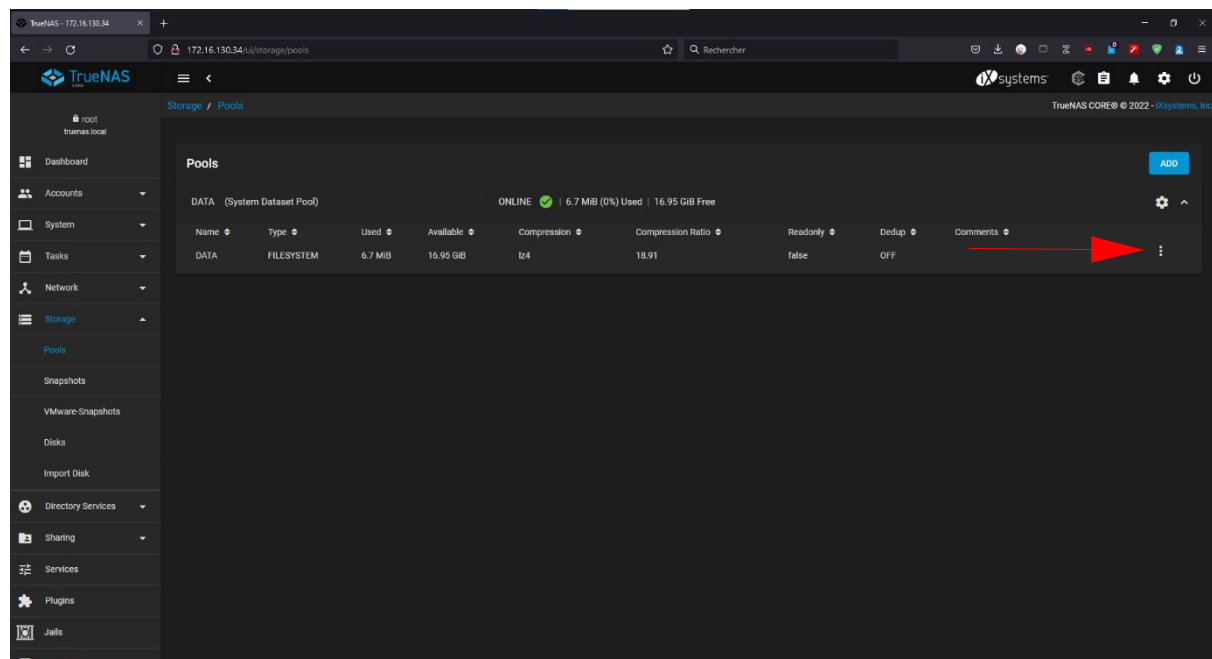 TrueNAS - 172.16.130.34
172.16.130.34/ui/storage/pools
Rechercher
TrueNAS
CORE
iXsystems
root
truenas.local
Storage / Pools
TrueNAS CORE® © 2022 - iXsystems, Inc
Dashboard
Accounts
System
Tasks
Network
Storage
Pools
Snapshots
VMware-Snapshots
Disks
Import Disk
Directory Services
Sharing
Services
Plugins
Jails
Pools
ADD
DATA (System Dataset Pool) ONLINE | 6.7 MiB (0%) Used | 16.95 GiB Free
Name Type Used Available Compression Compression Ratio Readonly Dedup Comments
DATA FILESYSTEM 6.7 MiB 16.95 GiB lz4 18.91 false OFF